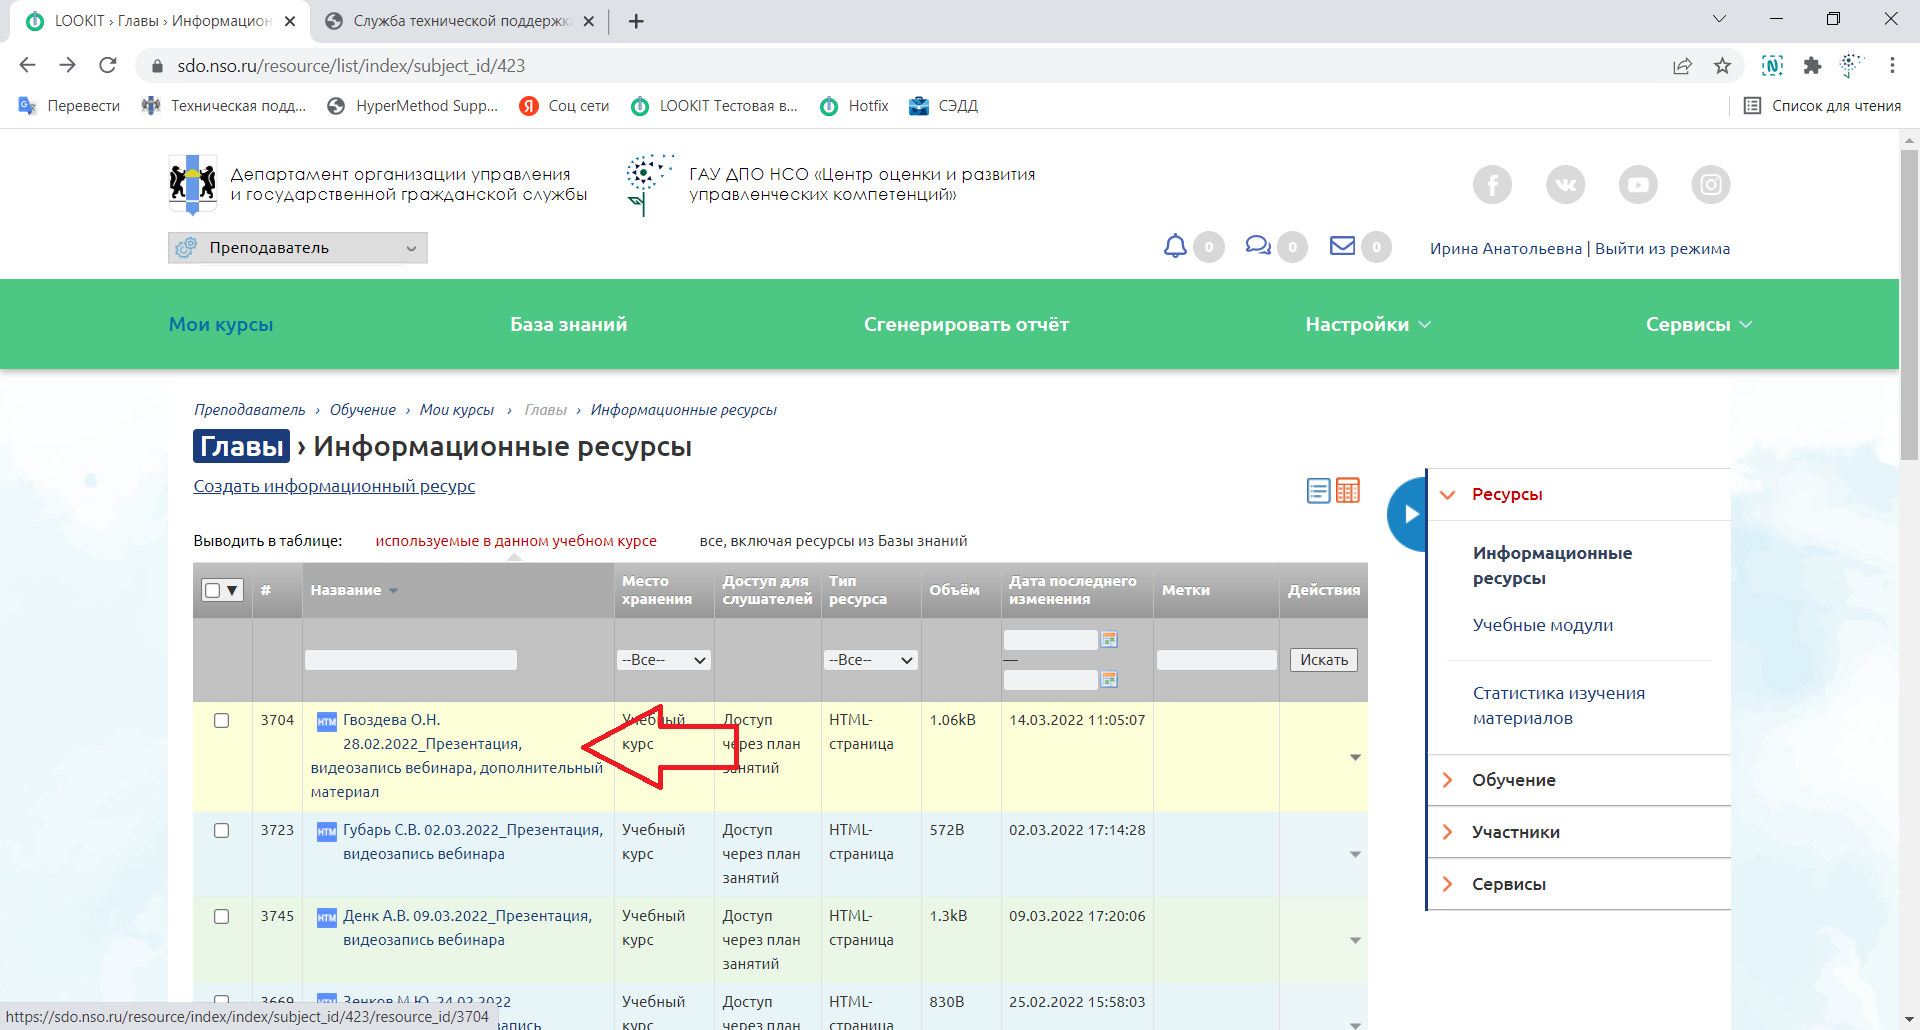 LOOKIT › Главы › Информацион
Служба технической поддержк
sdo.nso.ru/resource/list/index/subject_id/423
Перевести
Техническая подд...
HyperMethod Supp...
Соц сети
LOOKIT Тестовая в...
Hotfix
СЭДД
Список для чтения
Департамент организации управления
и государственной гражданской службы
ГАУ ДПО НСО «Центр оценки и развития
управленческих компетенций»
Преподаватель
0
0
0
Ирина Анатольевна | Выйти из режима
Мои курсы
База знаний
Сгенерировать отчёт
Настройки
Сервисы
Преподаватель › Обучение › Мои курсы › Главы › Информационные ресурсы
Главы › Информационные ресурсы
Создать информационный ресурс
Выводить в таблице:
используемые в данном учебном курсе
все, включая ресурсы из Базы знаний
#
Название
Место
хранения
Доступ для
слушателей
Тип
ресурса
Объём
Дата последнего
изменения
Метки
Действия
--Все--
--Все--
—
Искать
3704
HTM
Гвоздева О.Н.
28.02.2022_Презентация,
видеозапись вебинара, дополнительный
материал
Учебный
курс
Доступ
через план
занятий
HTML-
страница
1.06kB
14.03.2022 11:05:07
3723
HTM
Губарь С.В. 02.03.2022_Презентация,
видеозапись вебинара
Учебный
курс
Доступ
через план
занятий
HTML-
страница
572B
02.03.2022 17:14:28
3745
HTM
Денк А.В. 09.03.2022_Презентация,
видеозапись вебинара
Учебный
курс
Доступ
через план
занятий
HTML-
страница
1.3kB
09.03.2022 17:20:06
3669
HTM
Зенков М.Ю. 24.02.2022
Учебный
курс
Доступ
через план
HTML-
страница
830B
25.02.2022 15:58:03
Ресурсы
Информационные
ресурсы
Учебные модули
Статистика изучения
материалов
Обучение
Участники
Сервисы
https://sdo.nso.ru/resource/index/index/subject_id/423/resource_id/3704